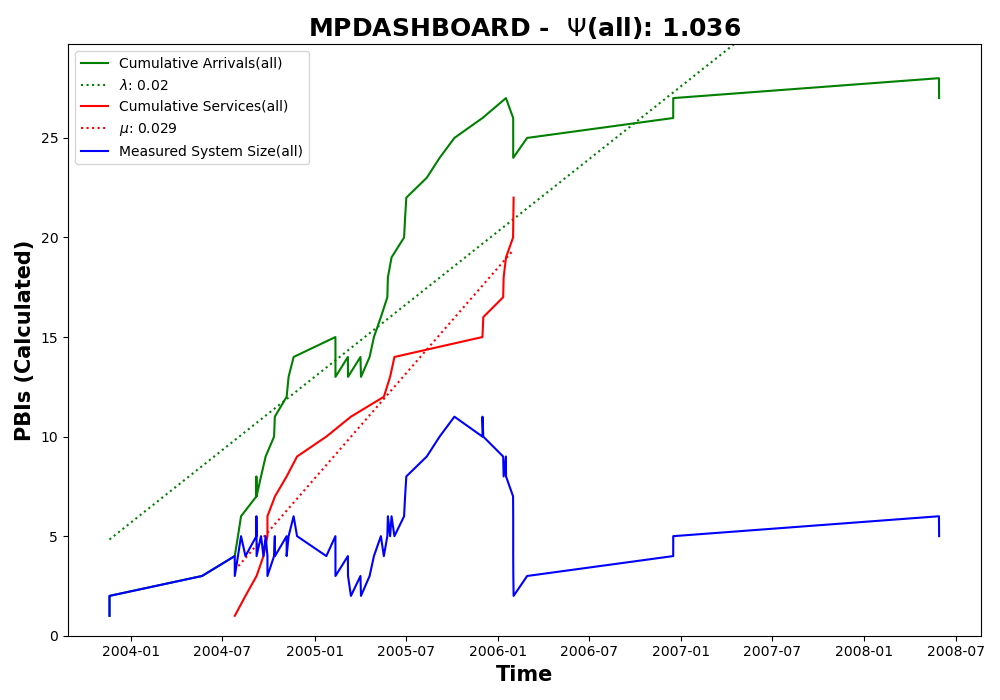 MPDASHBOARD -  Ψ(all): 1.036
Cumulative Arrivals(all)
λ: 0.02
Cumulative Services(all)
μ: 0.029
Measured System Size(all)
PBIs (Calculated)
25
20
15
10
5
0
2004-01 2004-07 2005-01 2005-07 2006-01 2006-07 2007-01 2007-07 2008-01 2008-07
Time